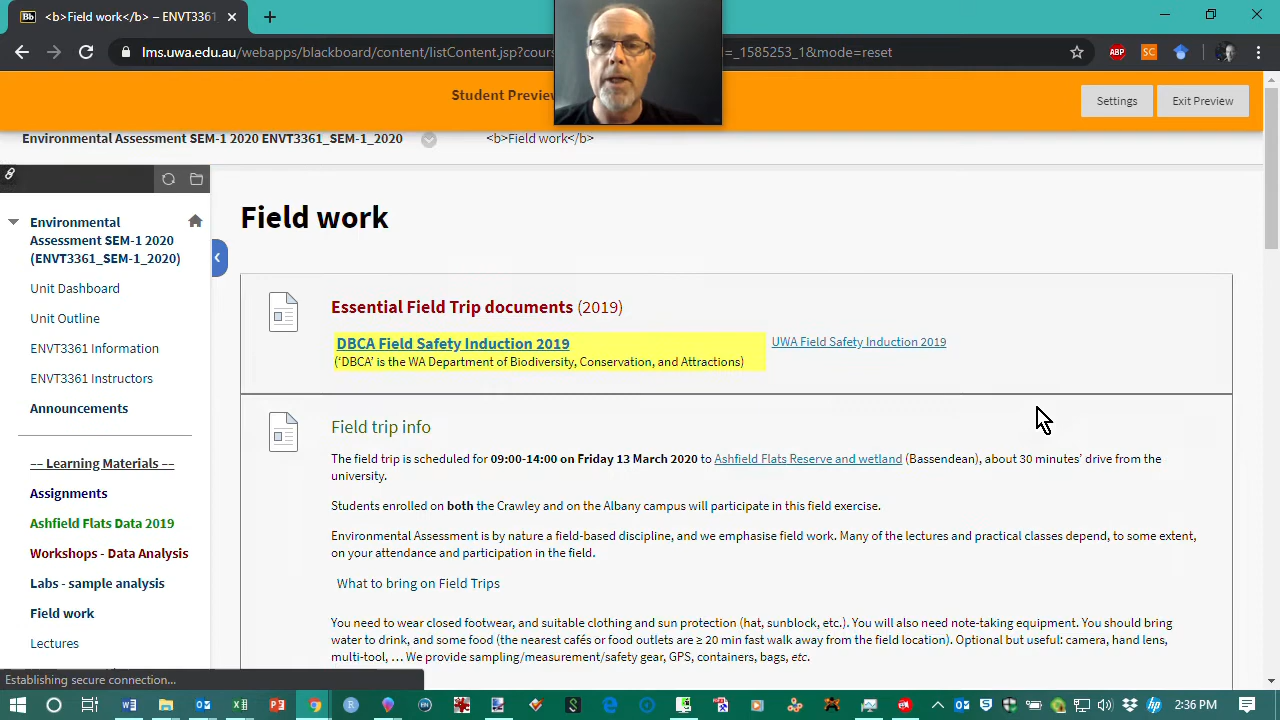 <b>Field work</b> – ENVT3361
lms.uwa.edu.au/webapps/blackboard/content/listContent.jsp?cour
=_1585253_1&mode=reset
Student Preview
Settings
Exit Preview
Environmental Assessment SEM-1 2020 ENVT3361_SEM-1_2020
<b>Field work</b>
Environmental
Assessment SEM-1 2020
(ENVT3361_SEM-1_2020)
Unit Dashboard
Unit Outline
ENVT3361 Information
ENVT3361 Instructors
Announcements
-- Learning Materials --
Assignments
Ashfield Flats Data 2019
Workshops - Data Analysis
Labs - sample analysis
Field work
Lectures
Field work
Essential Field Trip documents (2019)
DBCA Field Safety Induction 2019
UWA Field Safety Induction 2019
('DBCA' is the WA Department of Biodiversity, Conservation, and Attractions)
Field trip info
The field trip is scheduled for 09:00-14:00 on Friday 13 March 2020 to Ashfield Flats Reserve and wetland (Bassendean), about 30 minutes' drive from the
university.
Students enrolled on both the Crawley and on the Albany campus will participate in this field exercise.
Environmental Assessment is by nature a field-based discipline, and we emphasise field work. Many of the lectures and practical classes depend, to some extent,
on your attendance and participation in the field.
What to bring on Field Trips
You need to wear closed footwear, and suitable clothing and sun protection (hat, sunblock, etc.). You will also need note-taking equipment. You should bring
water to drink, and some food (the nearest cafés or food outlets are ≥ 20 min fast walk away from the field location). Optional but useful: camera, hand lens,
multi-tool, … We provide sampling/measurement/safety gear, GPS, containers, bags, etc.
Establishing secure connection...
2:36 PM